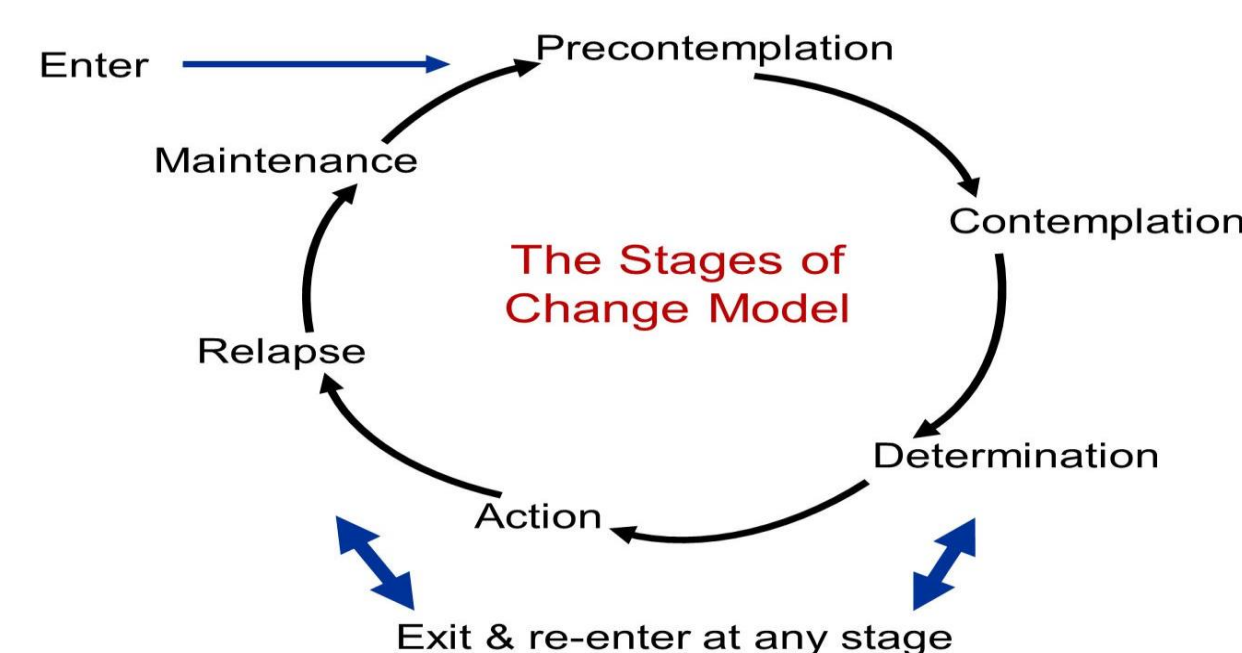 Enter
Precontemplation
Maintenance
Contemplation
The Stages of
Change Model
Relapse
Determination
Action
Exit & re-enter at any stage